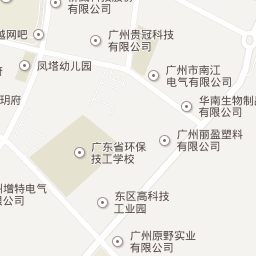 有限公司
越网吧
广州贵冠科技
有限公司
府
凤塔幼儿园
广州市南江
电气有限公司
华南生物制
玥府
广州丽盈塑料
有限公司
广东省环保
技工学校
州增特电气
限公司
东区高科技
工业园
广州原野实业
有限公司